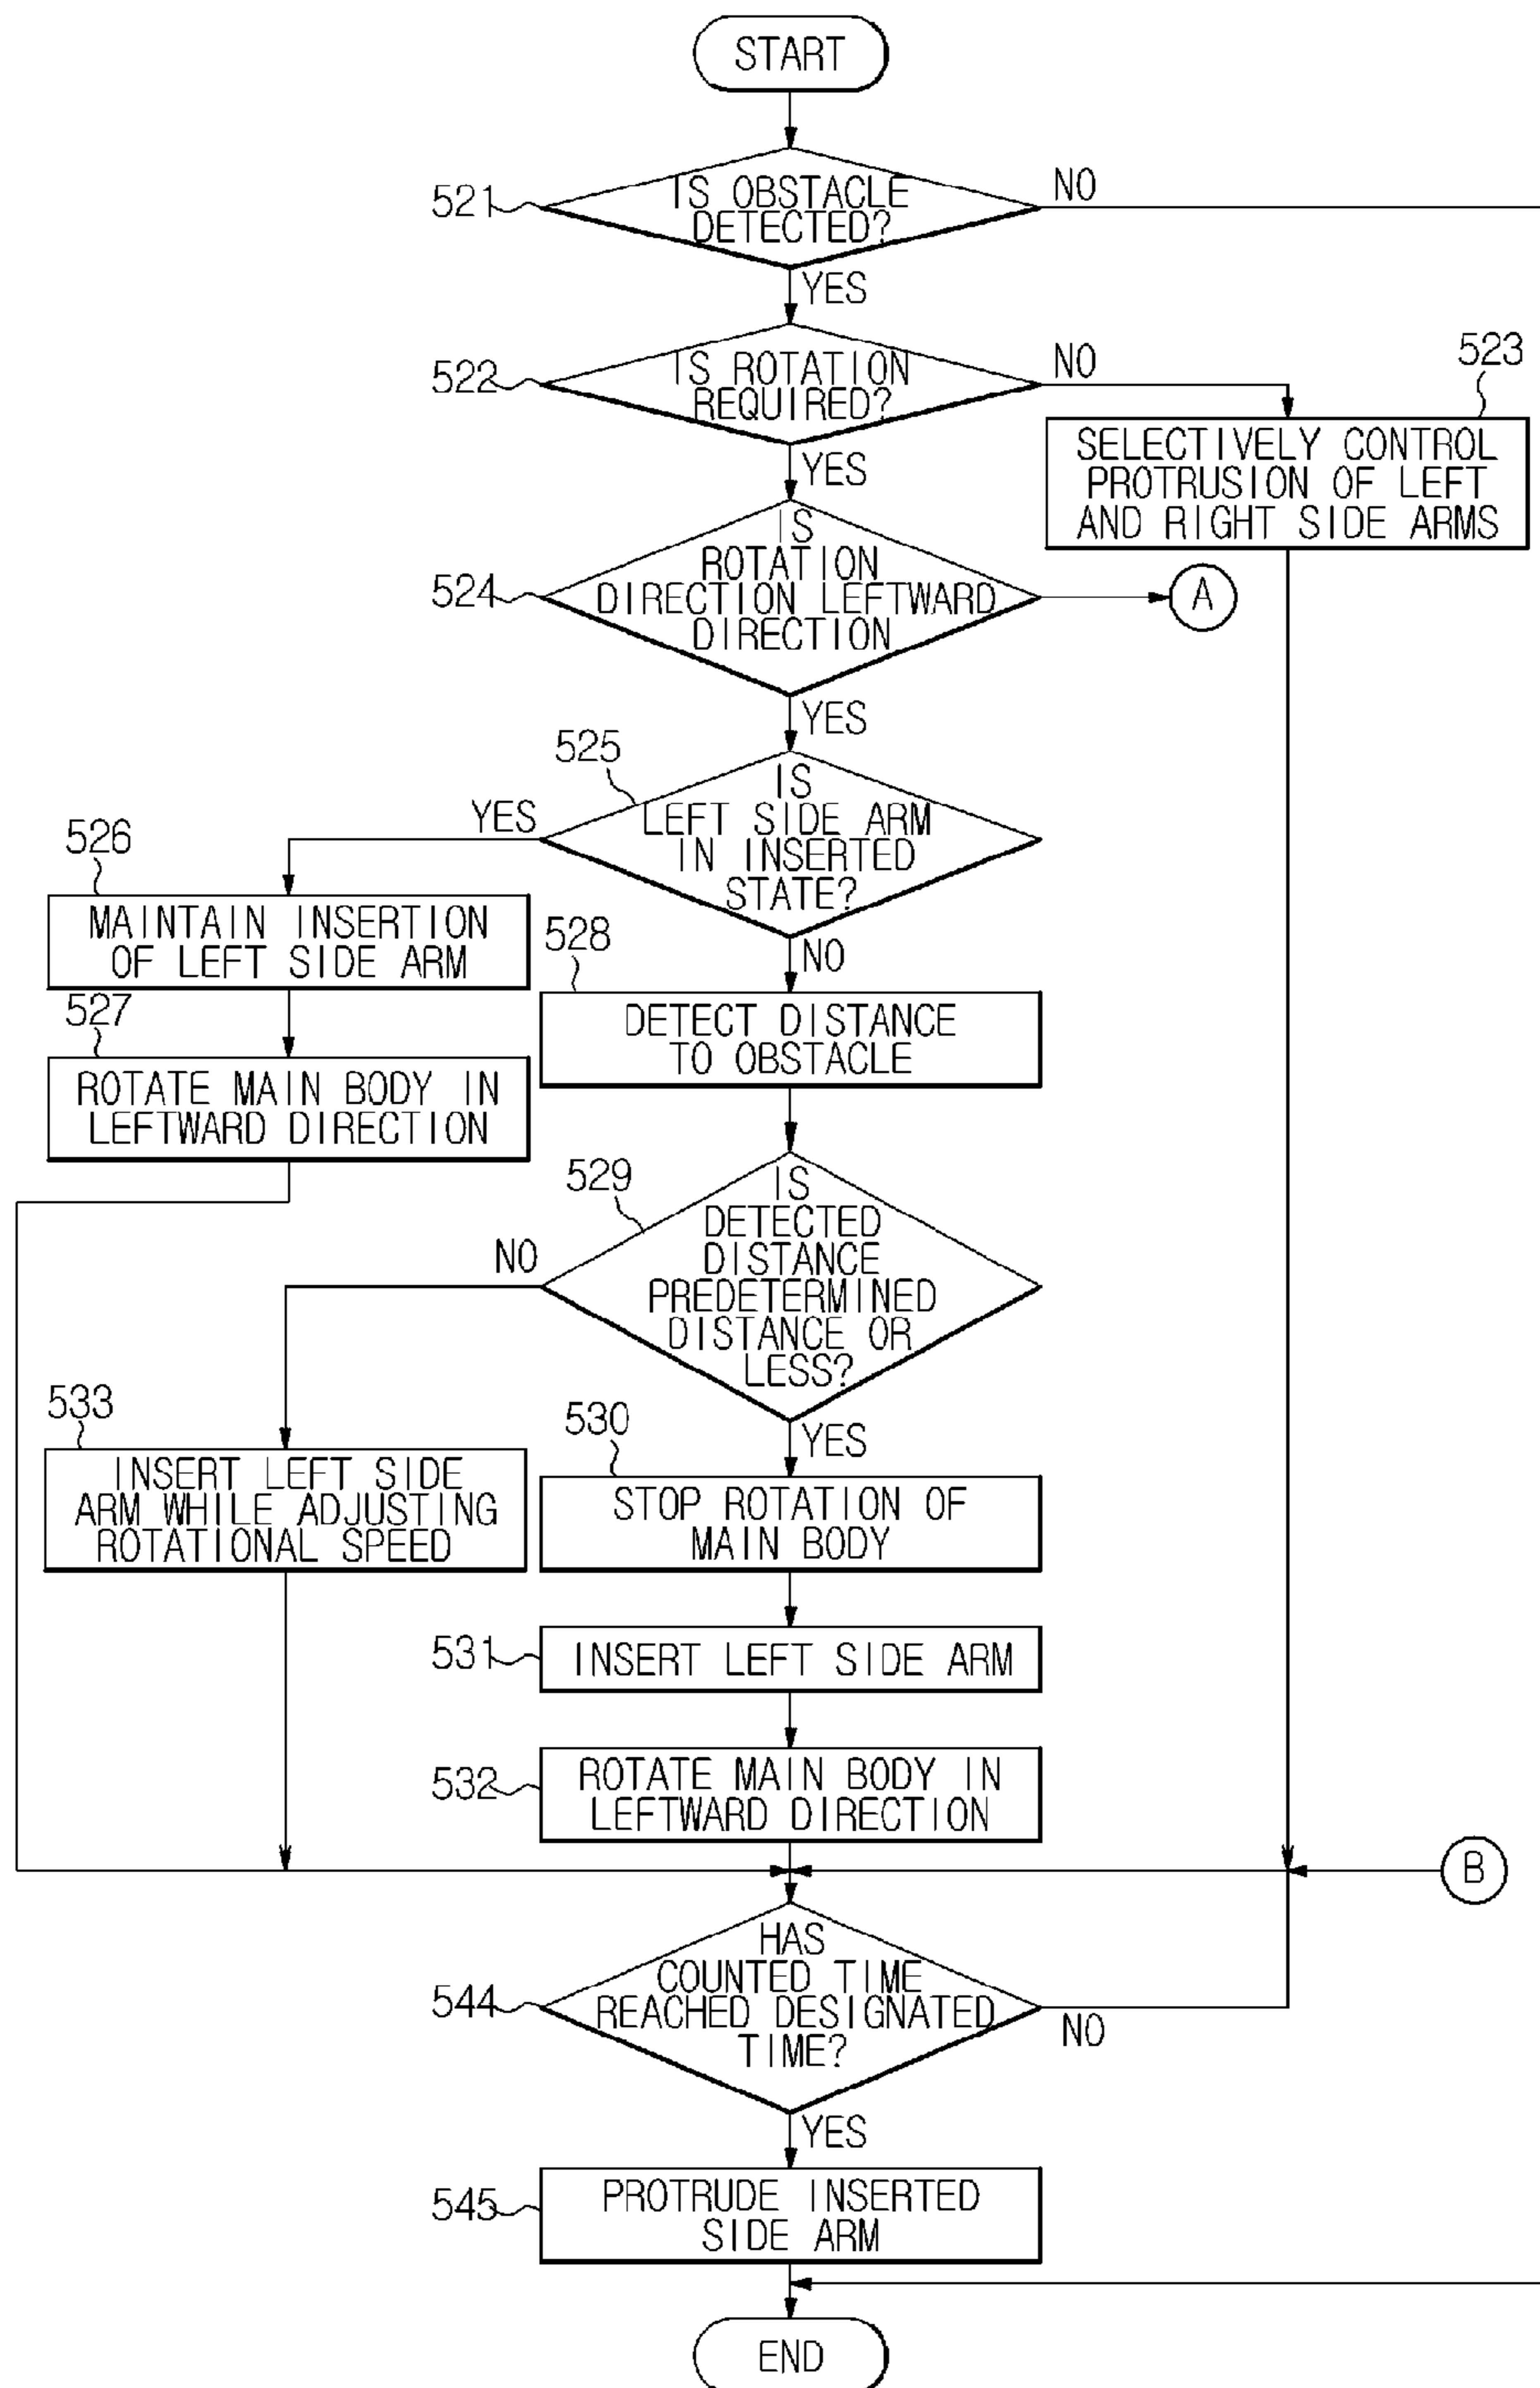 START
521
IS OBSTACLE
DETECTED?
NO
YES
522
IS ROTATION
REQUIRED?
NO
523
SELECTIVELY CONTROL
PROTRUSION OF LEFT
AND RIGHT SIDE ARMS
YES
524
IS
ROTATION
DIRECTION LEFTWARD
DIRECTION
A
YES
525
IS
LEFT SIDE ARM
IN INSERTED
STATE?
YES
526
MAINTAIN INSERTION
OF LEFT SIDE ARM
527
ROTATE MAIN BODY IN
LEFTWARD DIRECTION
NO
528
DETECT DISTANCE
TO OBSTACLE
529
IS
DETECTED
DISTANCE
PREDETERMINED
DISTANCE OR
LESS?
NO
533
INSERT LEFT SIDE
ARM WHILE ADJUSTING
ROTATIONAL SPEED
YES
530
STOP ROTATION OF
MAIN BODY
531
INSERT LEFT SIDE ARM
532
ROTATE MAIN BODY IN
LEFTWARD DIRECTION
B
544
HAS
COUNTED TIME
REACHED DESIGNATED
TIME?
NO
YES
545
PROTRUDE INSERTED
SIDE ARM
END